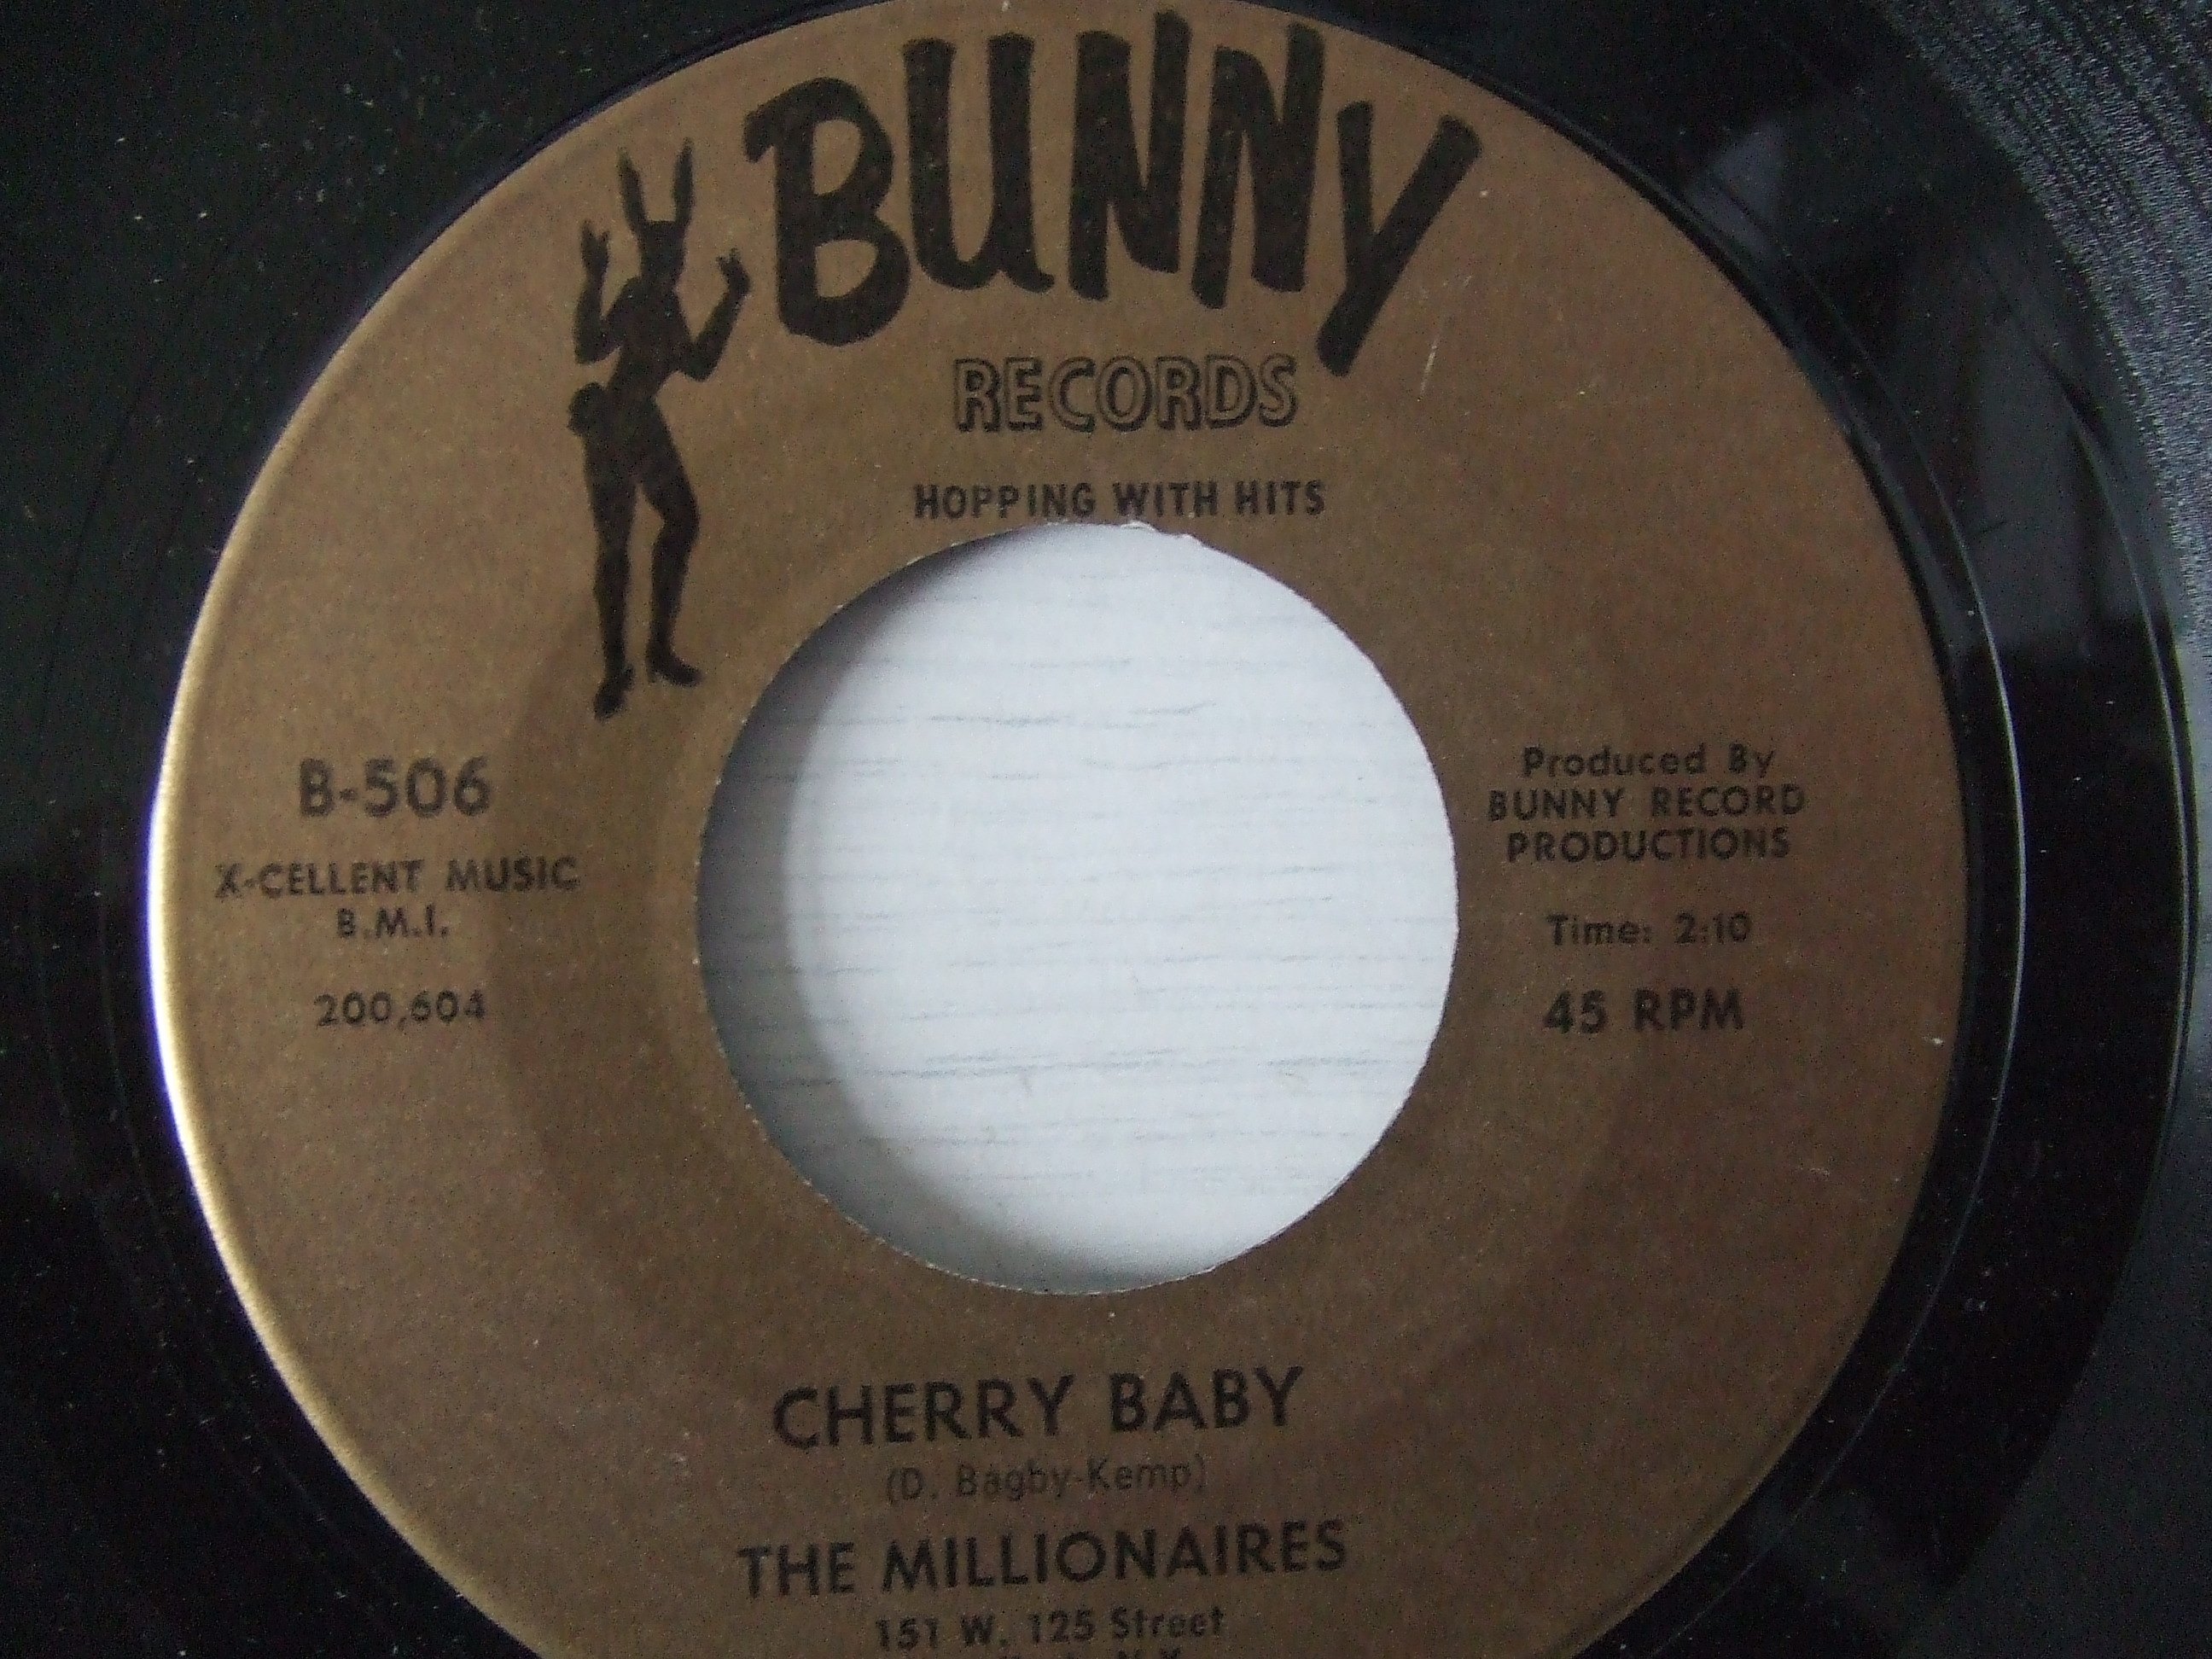 BUNNY
RECORDS
HOPPING WITH HITS
B-506
X-CELLENT MUSIC
B.M.I.
200,604
Produced By
BUNNY RECORD
PRODUCTIONS
Time: 2:10
45 RPM
CHERRY BABY
(D. Bagby-Kemp)
THE MILLIONAIRES
151 W. 125 Street